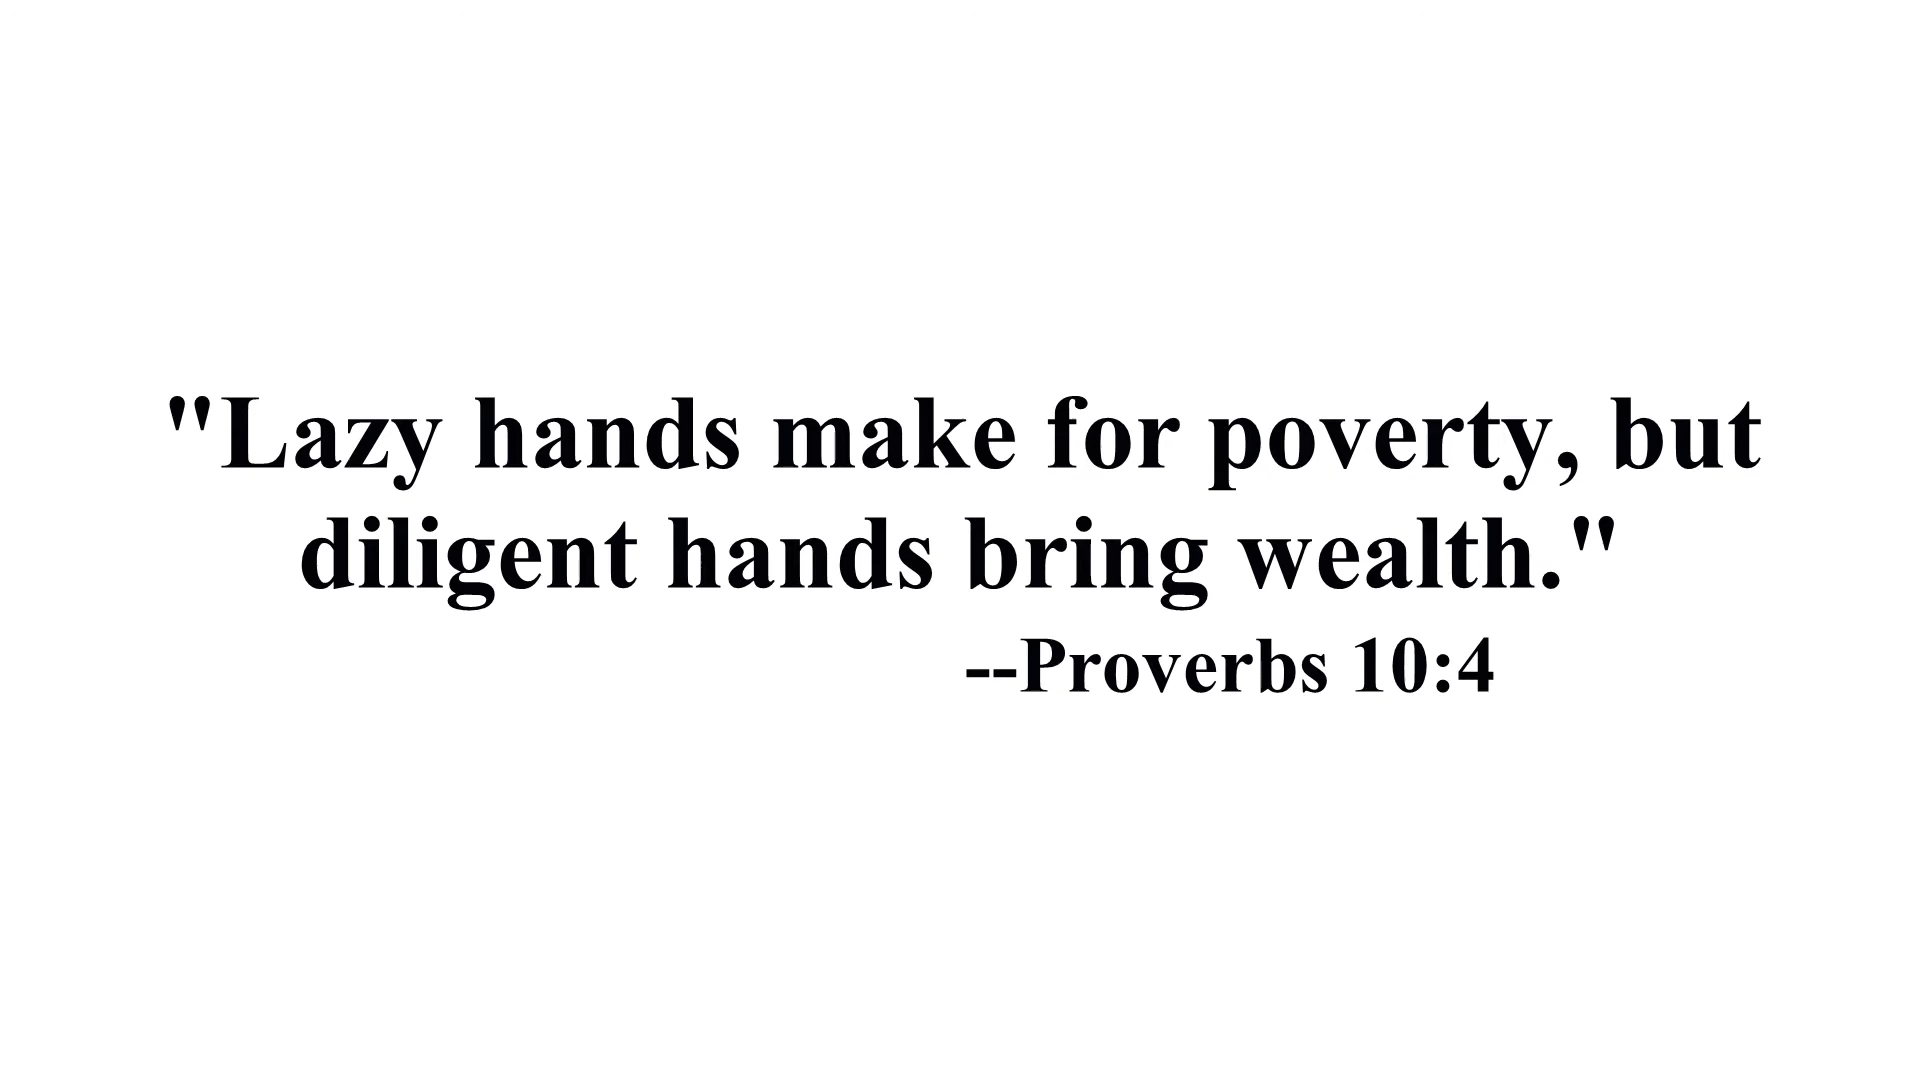 "Lazy hands make for poverty, but
diligent hands bring wealth."
--Proverbs 10:4